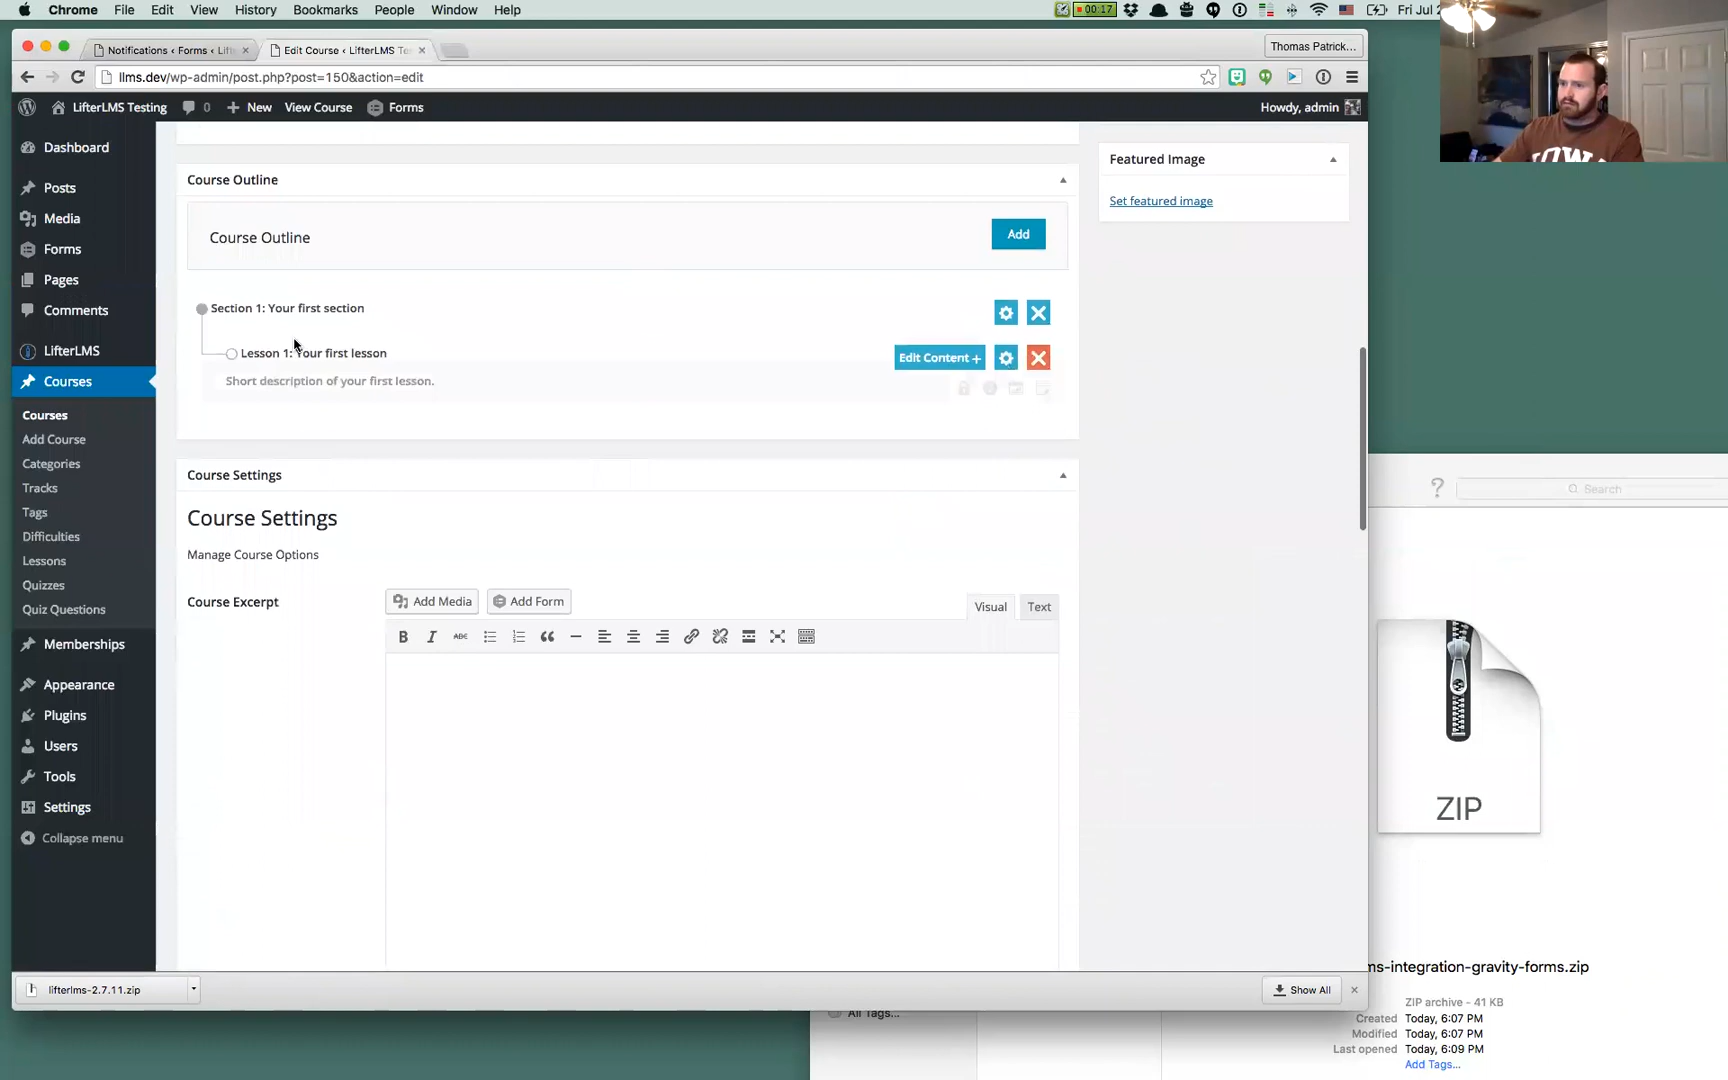 Chrome File Edit View History Bookmarks People Window Help
00:17
Fri Jul
Notifications ‹ Forms ‹ Lift
Edit Course ‹ LifterLMS Te
Thomas Patrick...
llms.dev/wp-admin/post.php?post=150&action=edit
LifterLMS Testing 0 New View Course Forms
Howdy, admin
Dashboard
Posts
Media
Forms
Pages
Comments
LifterLMS
Courses
Courses
Add Course
Categories
Tracks
Tags
Difficulties
Lessons
Quizzes
Quiz Questions
Memberships
Appearance
Plugins
Users
Tools
Settings
Collapse menu
Course Outline
Course Outline
Add
Section 1: Your first section
Lesson 1: Your first lesson
Edit Content +
Short description of your first lesson.
Course Settings
Course Settings
Manage Course Options
Course Excerpt
Add Media
Add Form
Visual
Text
B I ABC
Featured Image
Set featured image
? Search
ZIP
ms-integration-gravity-forms.zip
ZIP archive - 41 KB
Created Today, 6:07 PM
Modified Today, 6:07 PM
Last opened Today, 6:09 PM
Add Tags...
All Tags...
lifterlms-2.7.11.zip
Show All